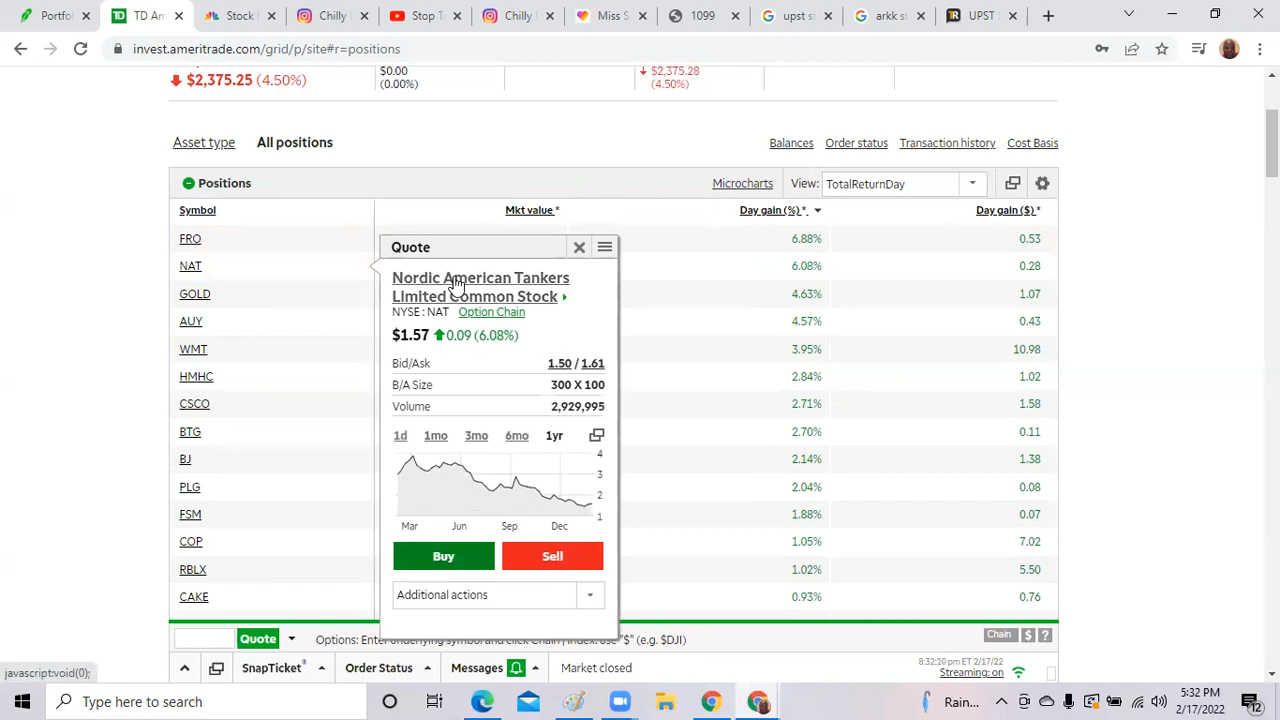 Portfo
TD Am
Stock
Chilly
Stop T
Chilly
Miss S
1099
upst s
arkk s
UPST S
invest.ameritrade.com/grid/p/site#r=positions
$2,375.25 (4.50%)
$0.00
(0.00%)
$2,375.28
(4.50%)
Asset type All positions
Balances Order status Transaction history Cost Basis
Positions
Microcharts View: TotalReturnDay
Symbol Mkt value * Day gain (%) * Day gain ($) *
FRO 6.88% 0.53
NAT 6.08% 0.28
GOLD 4.63% 1.07
AUY 4.57% 0.43
WMT 3.95% 10.98
HMHC 2.84% 1.02
CSCO 2.71% 1.58
BTG 2.70% 0.11
BJ 2.14% 1.38
PLG 2.04% 0.08
FSM 1.88% 0.07
COP 1.05% 7.02
RBLX 1.02% 5.50
CAKE 0.93% 0.76
Quote
Nordic American Tankers
Limited Common Stock
NYSE : NAT Option Chain
$1.57 0.09 (6.08%)
Bid/Ask 1.50 / 1.61
B/A Size 300 X 100
Volume 2,929,995
1d 1mo 3mo 6mo 1yr
4
3
2
1
Mar Jun Sep Dec
Buy Sell
Additional actions
Quote Options: Enter underlying symbol and click Chain | Index: use "$" (e.g. $DJI) Chain $ ?
SnapTicket® Order Status Messages Market closed
8:32:10 pm ET 2/17/22
Streaming: on
javascript:void(0);
Type here to search
Rain...
5:32 PM
2/17/2022
12